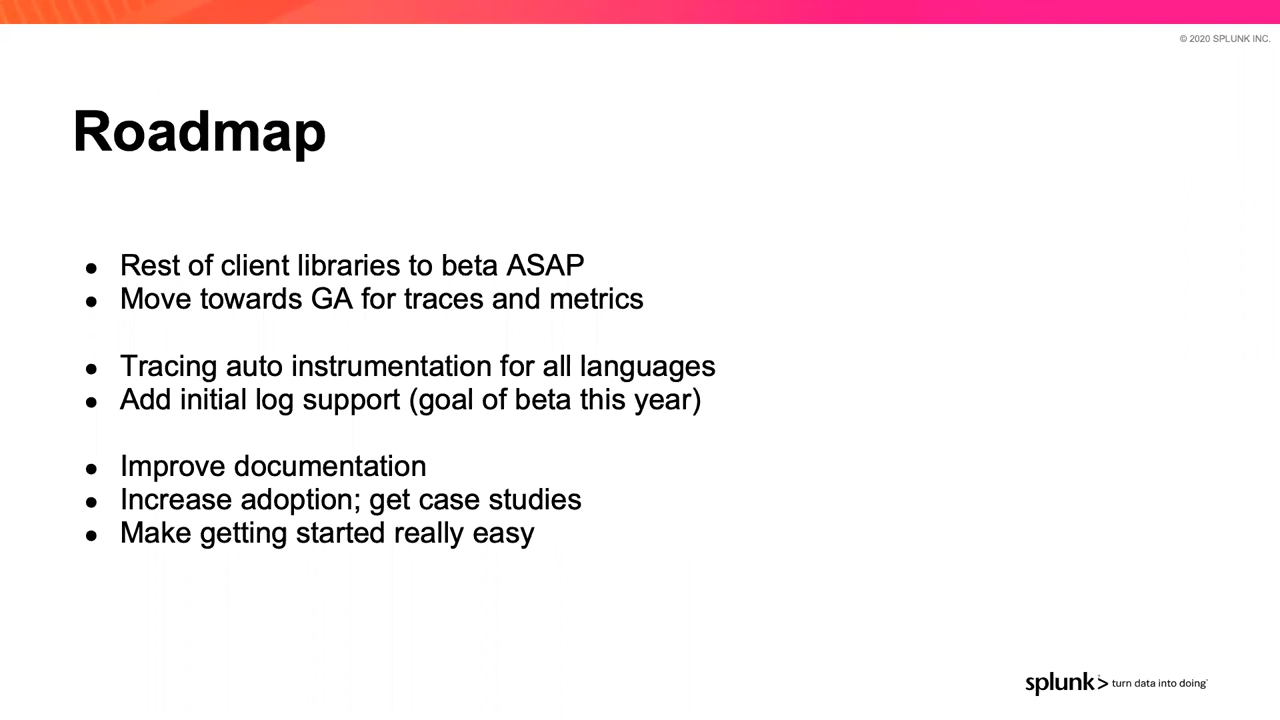 © 2020 SPLUNK INC.
Roadmap
● Rest of client libraries to beta ASAP
● Move towards GA for traces and metrics
● Tracing auto instrumentation for all languages
● Add initial log support (goal of beta this year)
● Improve documentation
● Increase adoption; get case studies
● Make getting started really easy
splunk> turn data into doing